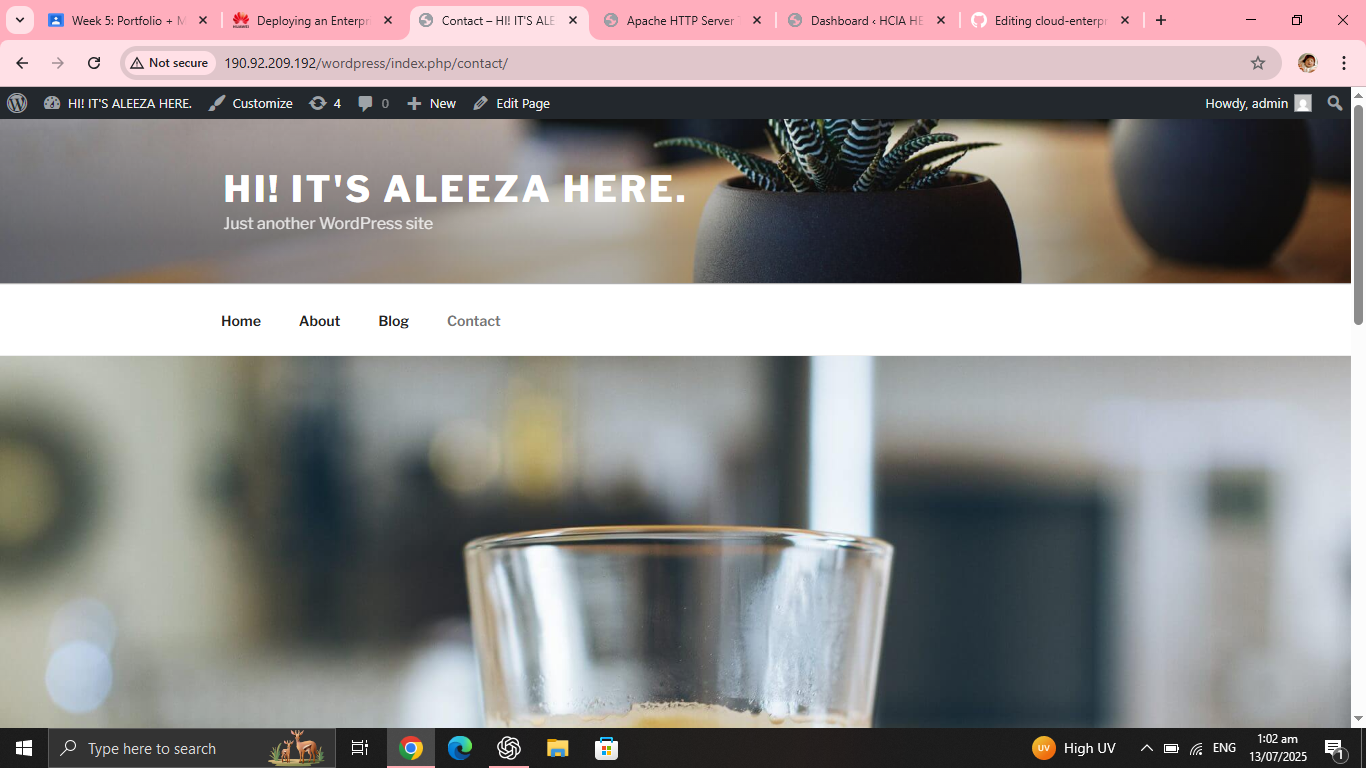 Week 5: Portfolio + M
Deploying an Enterpri
Contact – HI! IT'S ALE
Apache HTTP Server
Dashboard ‹ HCIA HE
Editing cloud-enterpr
Not secure
190.92.209.192/wordpress/index.php/contact/
HI! IT'S ALEEZA HERE.
Customize
4
0
New
Edit Page
Howdy, admin
HI! IT'S ALEEZA HERE.
Just another WordPress site
Home
About
Blog
Contact
Type here to search
UV
High UV
ENG
1:02 am
13/07/2025
1